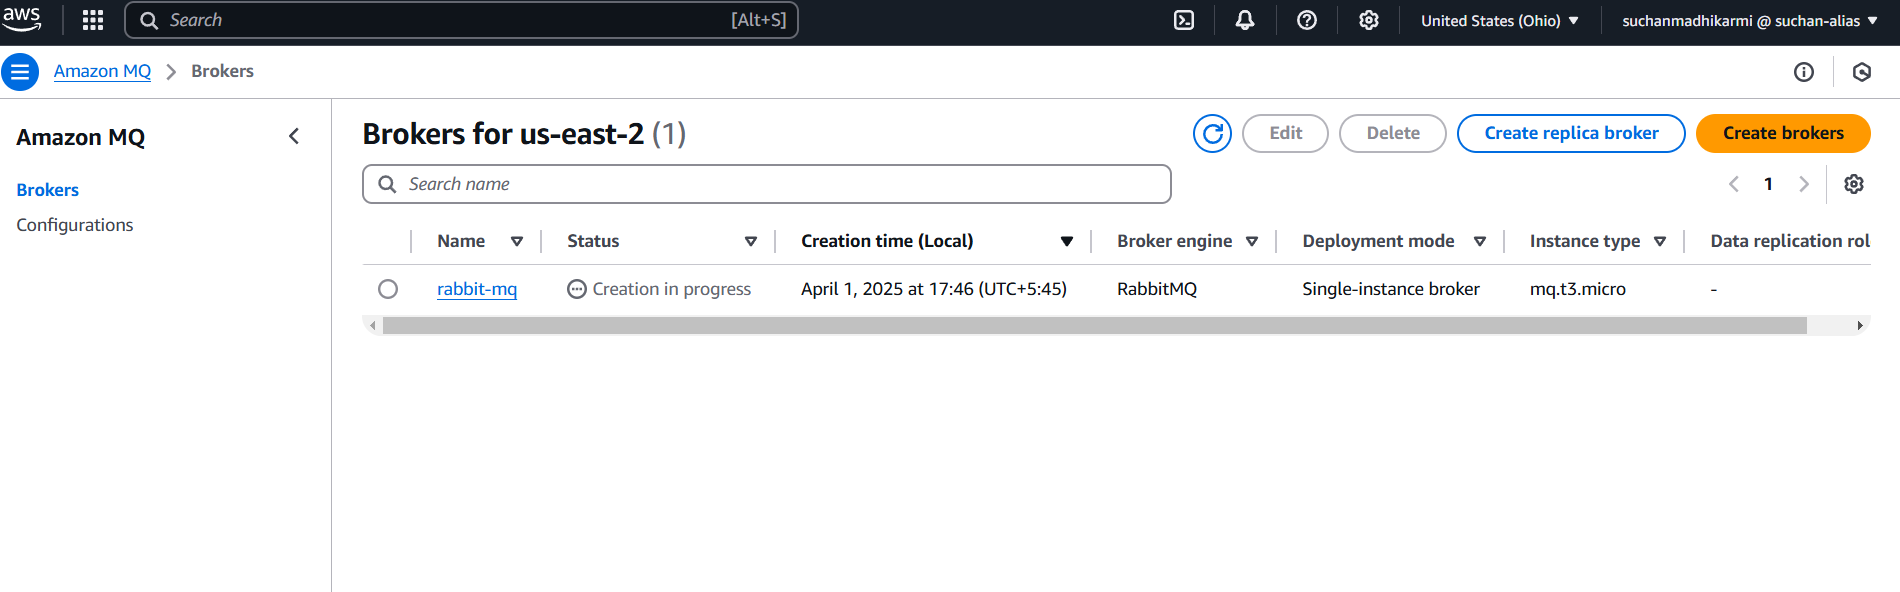 aws
Search [Alt+S] United States (Ohio) suchanmadhikarmi @ suchan-alias
Amazon MQ Brokers
Amazon MQ
Brokers
Configurations
Brokers for us-east-2 (1) Edit Delete Create replica broker Create brokers
Search name 1
Name Status Creation time (Local) Broker engine Deployment mode Instance type Data replication rol
rabbit-mq Creation in progress April 1, 2025 at 17:46 (UTC+5:45) RabbitMQ Single-instance broker mq.t3.micro -